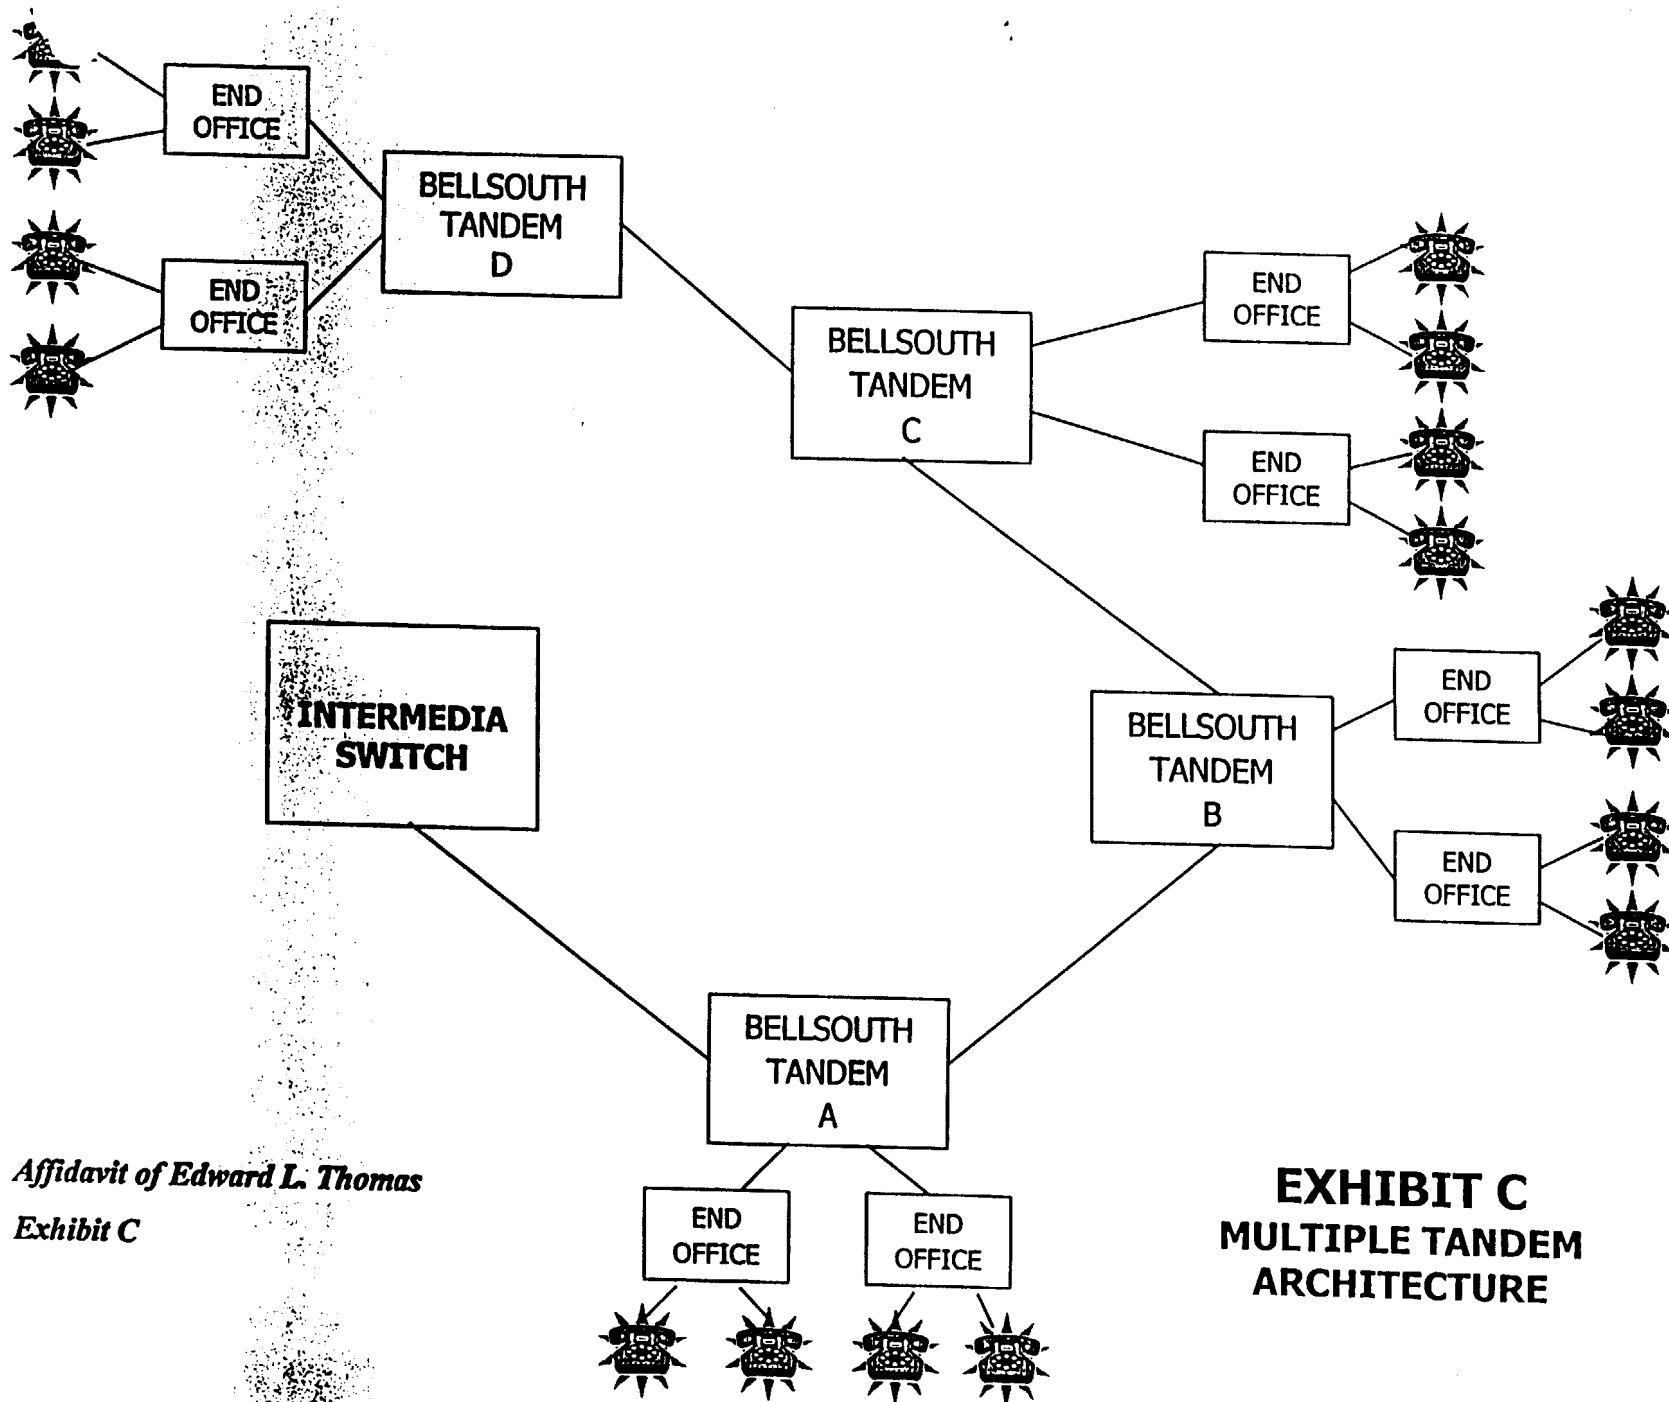 END
OFFICE
BELLSOUTH
TANDEM
D
END
OFFICE
BELLSOUTH
TANDEM
C
END
OFFICE
END
OFFICE
INTERMEDIA
SWITCH
BELLSOUTH
TANDEM
B
END
OFFICE
END
OFFICE
BELLSOUTH
TANDEM
A
END
OFFICE
END
OFFICE
Affidavit of Edward L. Thomas
Exhibit C
EXHIBIT C
MULTIPLE TANDEM
ARCHITECTURE